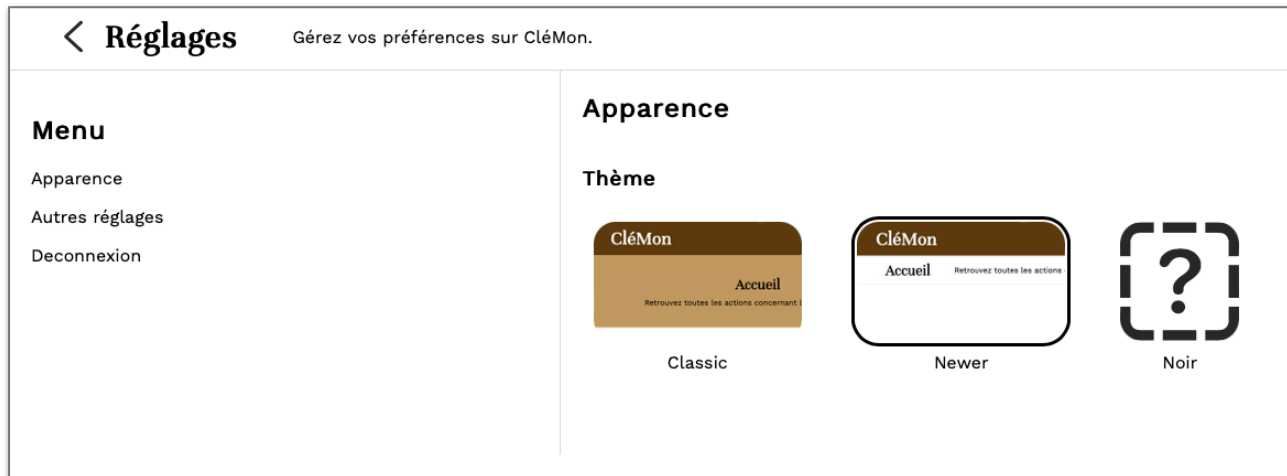 Réglages Gérez vos préférences sur CléMon.
Menu
Apparence
Autres réglages
Deconnexion
Apparence
Thème
CléMon
Accueil
Retrouvez toutes les actions concernant
Classic
CléMon
Accueil Retrouvez toutes les actions
Newer
?
Noir